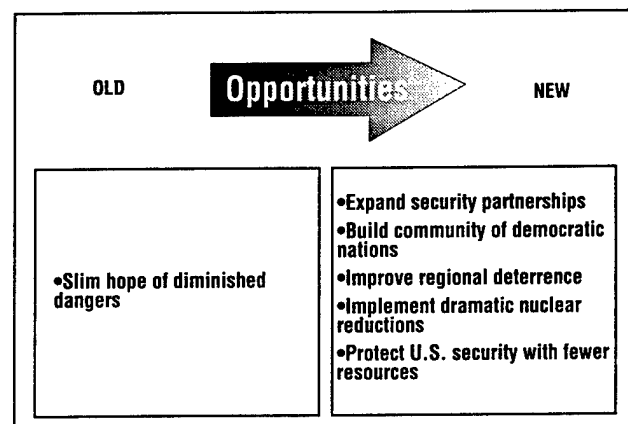 OLD
Opportunities
NEW
•Slim hope of diminished
dangers
•Expand security partnerships
•Build community of democratic
nations
•Improve regional deterrence
•Implement dramatic nuclear
reductions
•Protect U.S. security with fewer
resources